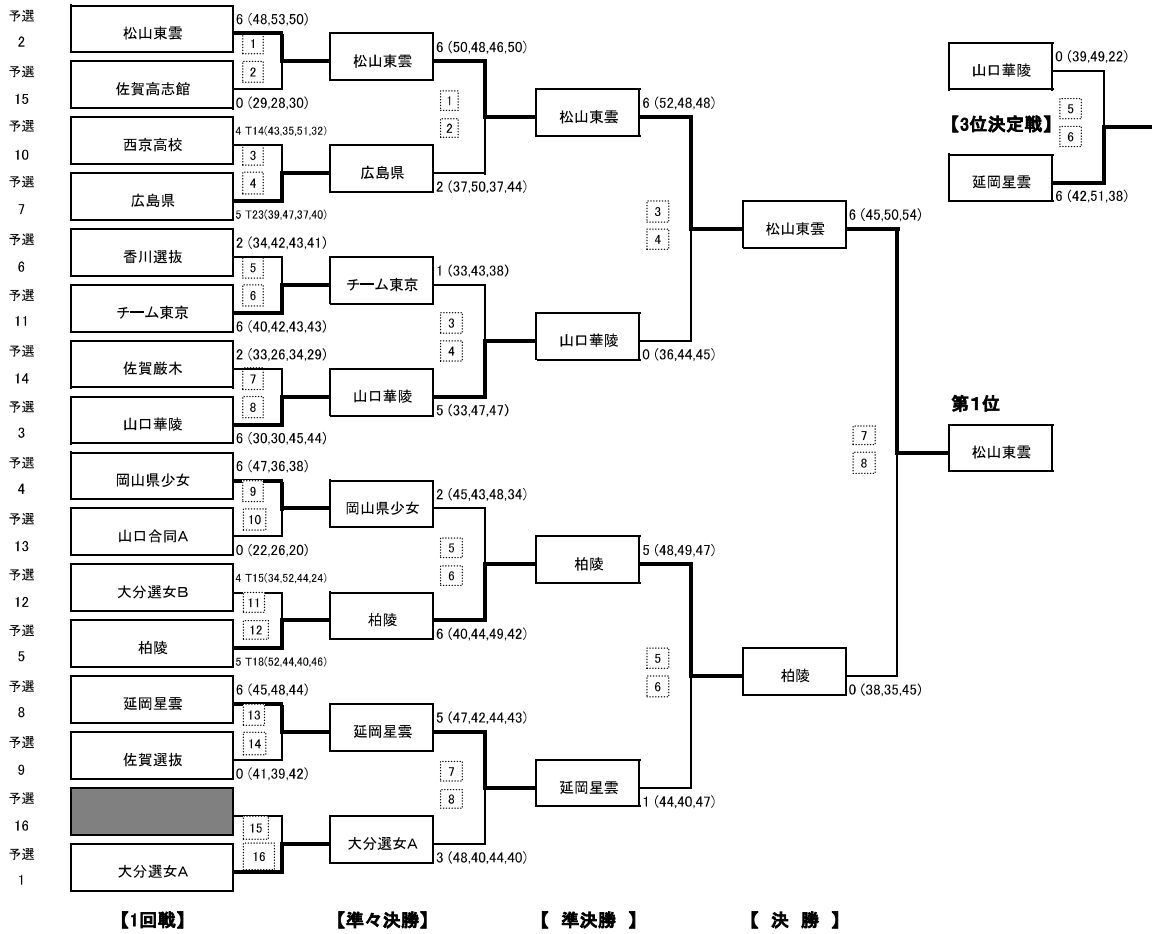 予選
2
松山東雲
6 (48,53,50)
1
2
予選
15
佐賀高志館
0 (29,28,30)
予選
10
西京高校
4 T14(43,35,51,32)
3
4
予選
7
広島県
5 T23(39,47,37,40)
予選
6
香川選抜
2 (34,42,43,41)
5
6
予選
11
チーム東京
6 (40,42,43,43)
予選
14
佐賀厳木
2 (33,26,34,29)
7
8
予選
3
山口華陵
6 (30,30,45,44)
予選
4
岡山県少女
6 (47,36,38)
9
10
予選
13
山口合同A
0 (22,26,20)
予選
12
大分選女B
4 T15(34,52,44,24)
11
12
予選
5
柏陵
5 T18(52,44,40,46)
予選
8
延岡星雲
6 (45,48,44)
13
14
予選
9
佐賀選抜
0 (41,39,42)
予選
16
15
16
予選
1
大分選女A
【1回戦】
松山東雲
6 (50,48,46,50)
1
2
広島県
2 (37,50,37,44)
チーム東京
1 (33,43,38)
3
4
山口華陵
5 (33,47,47)
岡山県少女
2 (45,43,48,34)
5
6
柏陵
6 (40,44,49,42)
延岡星雲
5 (47,42,44,43)
7
8
大分選女A
3 (48,40,44,40)
【準々決勝】
松山東雲
6 (52,48,48)
3
4
山口華陵
0 (36,44,45)
柏陵
5 (48,49,47)
5
6
延岡星雲
1 (44,40,47)
【 準決勝 】
松山東雲
6 (45,50,54)
7
8
柏陵
0 (38,35,45)
【 決 勝 】
山口華陵
0 (39,49,22)
【3位決定戦】
5
6
延岡星雲
6 (42,51,38)
第1位
松山東雲